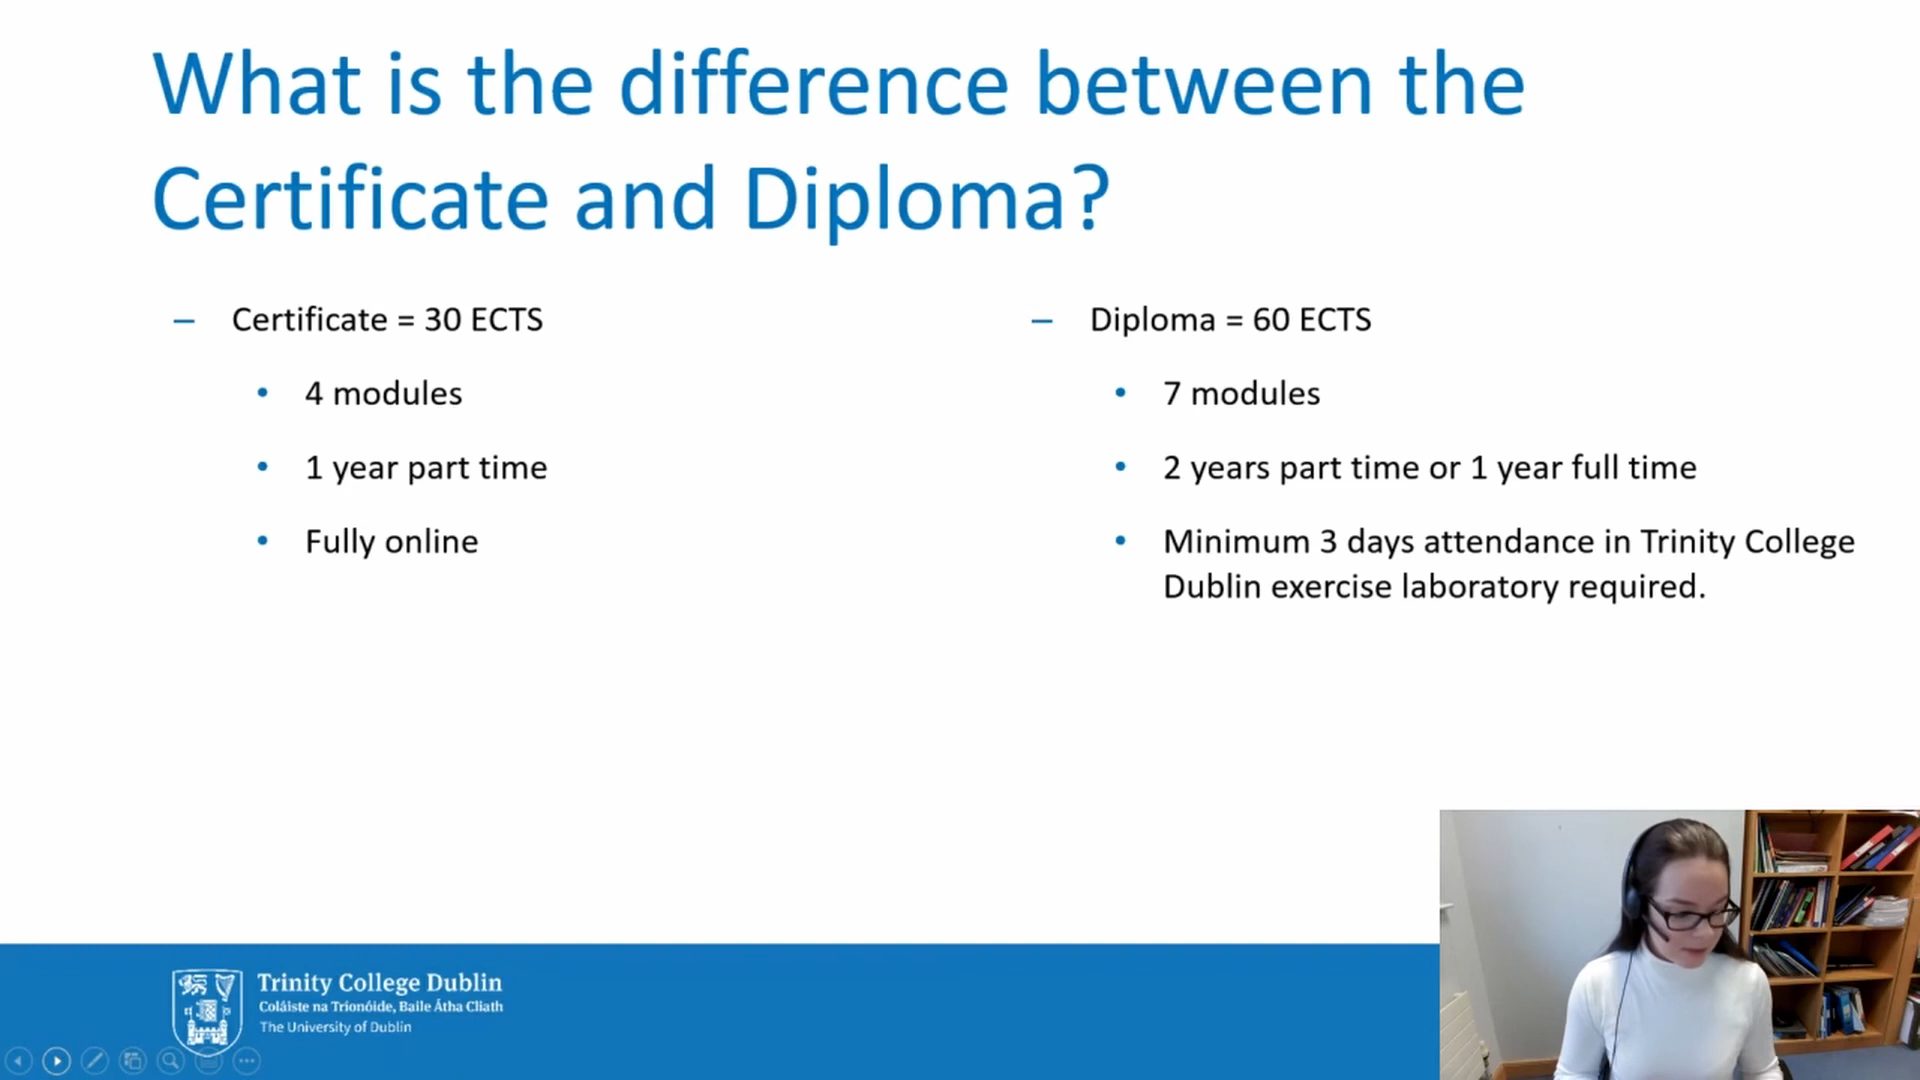 What is the difference between the
Certificate and Diploma?
– Certificate = 30 ECTS
• 4 modules
• 1 year part time
• Fully online
– Diploma = 60 ECTS
• 7 modules
• 2 years part time or 1 year full time
• Minimum 3 days attendance in Trinity College
Dublin exercise laboratory required.
Trinity College Dublin
Coláiste na Tríonóide, Baile Átha Cliath
The University of Dublin